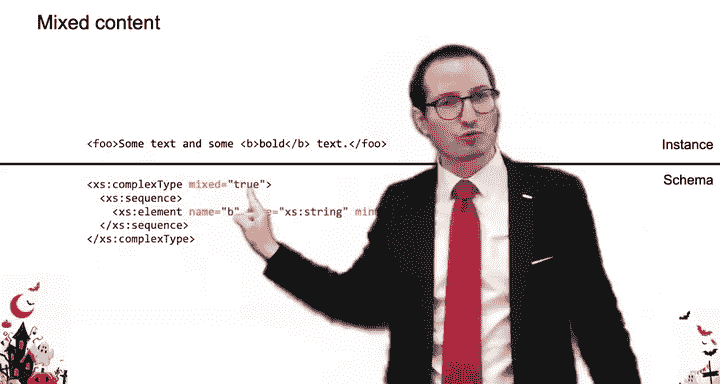 Mixed content
<foo>Some text and some <b>bold</b> text.</foo>
Instance
Schema
<xs:complexType mixed="true">
<xs:sequence>
<xs:element name="b" ="xs:string"
</xs:sequence>
</xs:complexType>